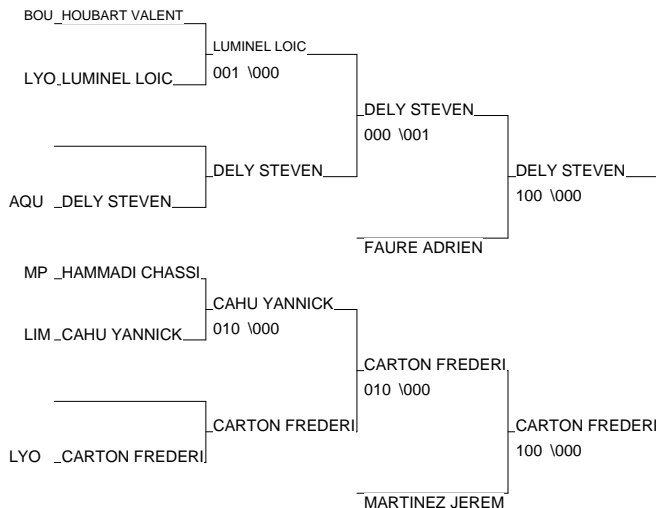 BOU HOUBART VALENT
LUMINEL LOIC
001 \000
LYO LUMINEL LOIC
DELY STEVEN
000 \001
DELY STEVEN
DELY STEVEN
100 \000
AQU DELY STEVEN
FAURE ADRIEN
MP HAMMADI CHASSI
CAHU YANNICK
010 \000
LIM CAHU YANNICK
CARTON FREDERI
010 \000
CARTON FREDERI
CARTON FREDERI
100 \000
LYO CARTON FREDERI
MARTINEZ JEREM